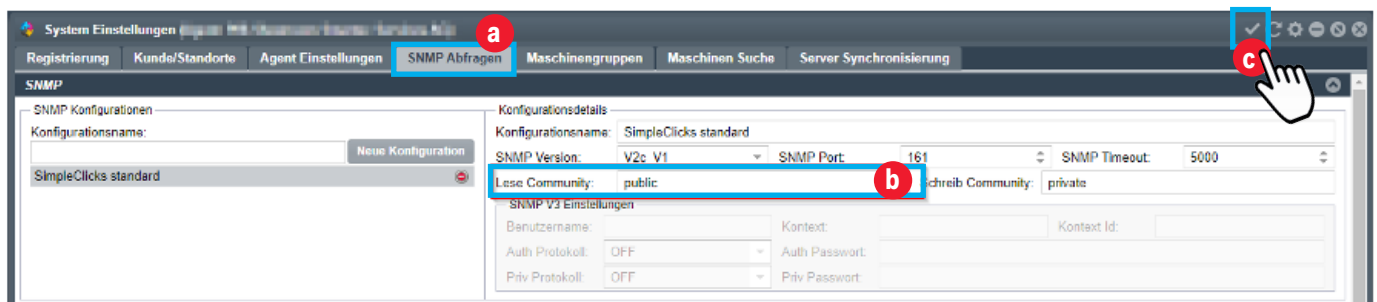 System Einstellungen
a
Registrierung Kunde/Standorte Agent Einstellungen SNMP Abfragen Maschinengruppen Maschinen Suche Server Synchronisierung
c
SNMP
SNMP Konfigurationen
Konfigurationsname:
Neue Konfiguration
SimpleClicks standard
Konfigurationsdetails
Konfigurationsname: SimpleClicks standard
SNMP Version: V2c V1 SNMP Port: 161 SNMP Timeout: 5000
Lese Community: public b Schreib Community: private
SNMP V3 Einstellungen
Benutzername: Kontext: Kontext Id:
Auth Protokoll: OFF Auth Passwort:
Priv Protokoll: OFF Priv Passwort: